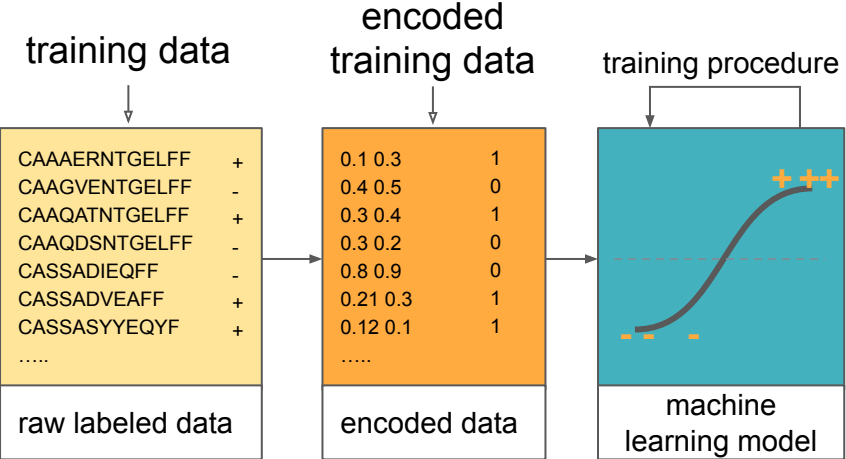 training data
encoded
training data
training procedure
CAAAERNTGELFF +
CAAGVENTGELFF -
CAAQATNTGELFF +
CAAQDSNTGELFF -
CASSADIEQFF -
CASSADVEAFF +
CASSASYYEQYF +
.....
raw labeled data
0.1 0.3 1
0.4 0.5 0
0.3 0.4 1
0.3 0.2 0
0.8 0.9 0
0.21 0.3 1
0.12 0.1 1
.....
encoded data
+ ++
- - -
machine
learning model